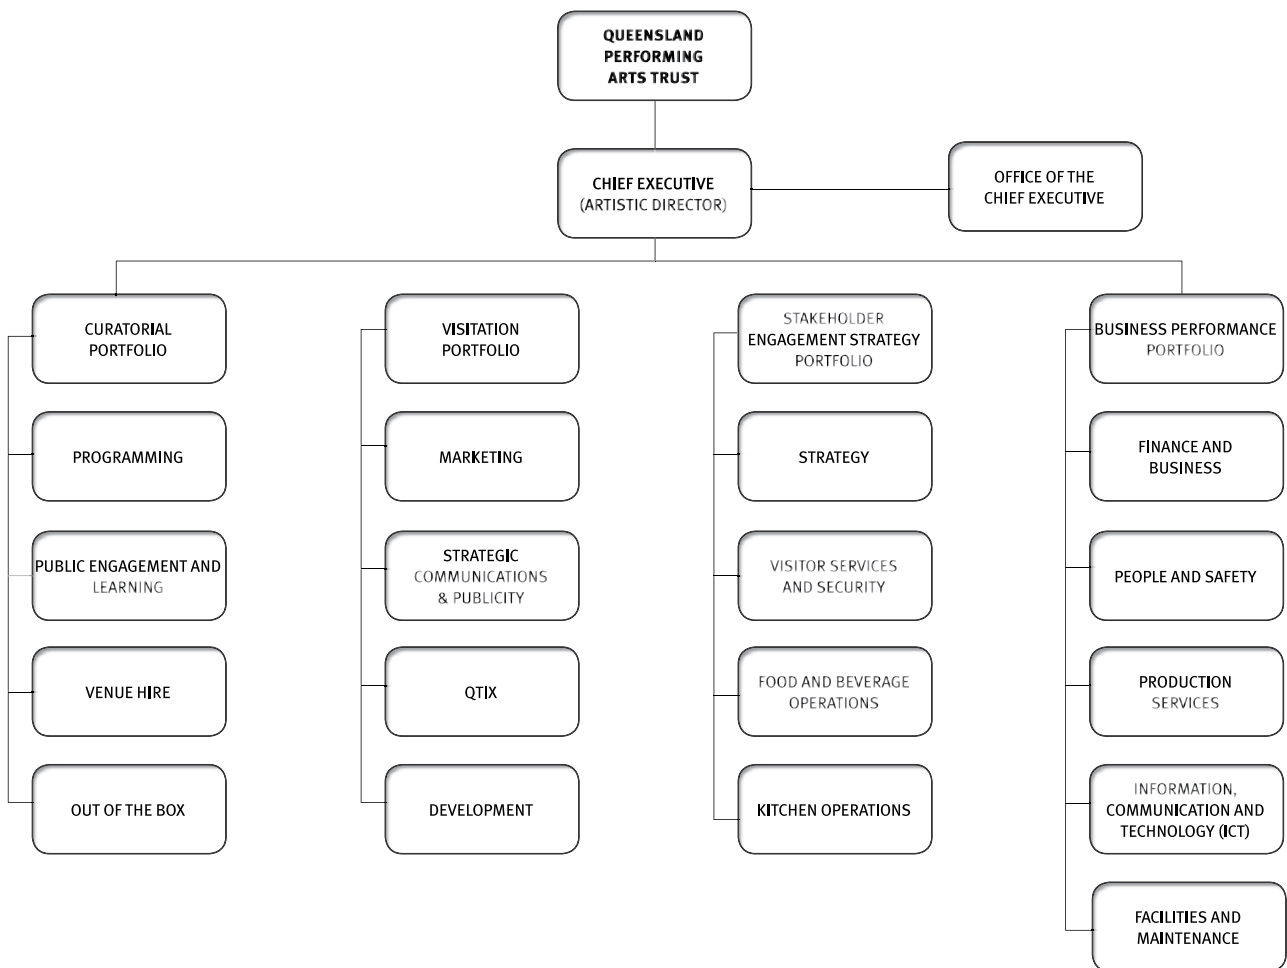 QUEENSLAND
PERFORMING
ARTS TRUST
CHIEF EXECUTIVE
(ARTISTIC DIRECTOR)
OFFICE OF THE
CHIEF EXECUTIVE
CURATORIAL
PORTFOLIO
PROGRAMMING
PUBLIC ENGAGEMENT AND
LEARNING
VENUE HIRE
OUT OF THE BOX
VISITATION
PORTFOLIO
MARKETING
STRATEGIC
COMMUNICATIONS
& PUBLICITY
QTIX
DEVELOPMENT
STAKEHOLDER
ENGAGEMENT STRATEGY
PORTFOLIO
STRATEGY
VISITOR SERVICES
AND SECURITY
FOOD AND BEVERAGE
OPERATIONS
KITCHEN OPERATIONS
BUSINESS PERFORMANCE
PORTFOLIO
FINANCE AND
BUSINESS
PEOPLE AND SAFETY
PRODUCTION
SERVICES
INFORMATION,
COMMUNICATION AND
TECHNOLOGY (ICT)
FACILITIES AND
MAINTENANCE